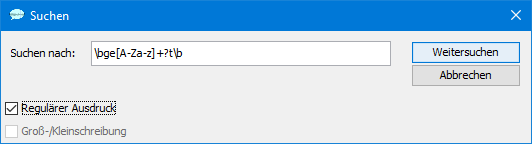 Suchen
Suchen nach: \bge[A-Za-z]+?t\b Weitersuchen
Abbrechen
Regulärer Ausdruck
Groß-/Kleinschreibung